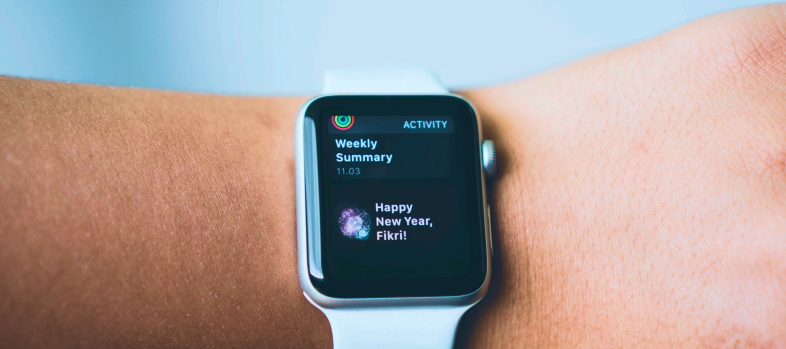 ACTIVITY
Weekly
Summary
11.03
Happy
New Year,
Fikri!